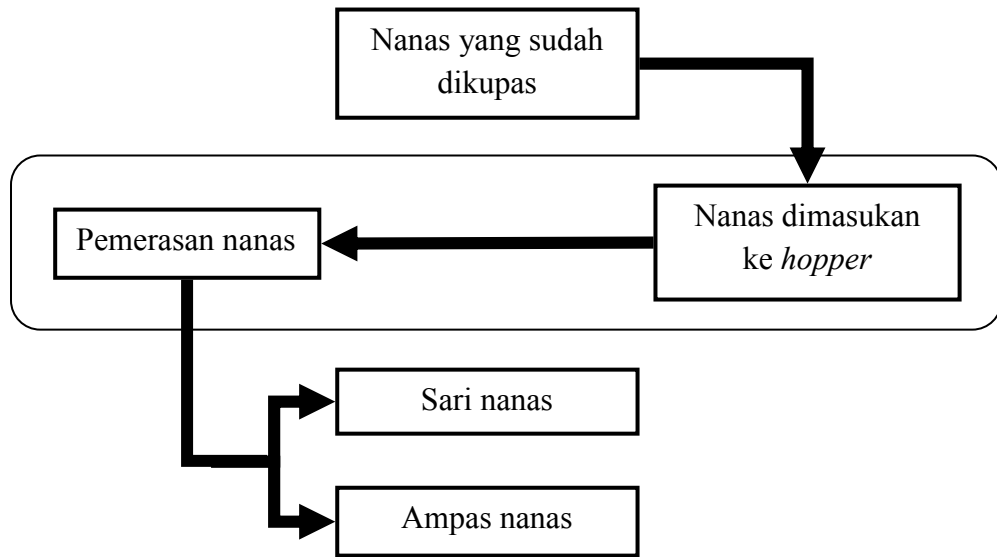 Nanas yang sudah
dikupas
Nanas dimasukan
ke hopper
Pemerasan nanas
Sari nanas
Ampas nanas